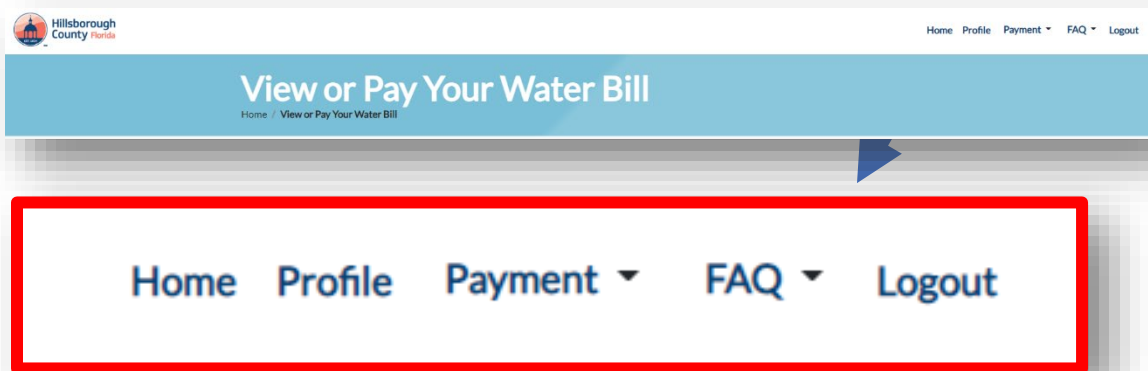 Hillsborough
County Florida
Home Profile Payment FAQ Logout
View or Pay Your Water Bill
Home / View or Pay Your Water Bill
Home Profile Payment FAQ Logout